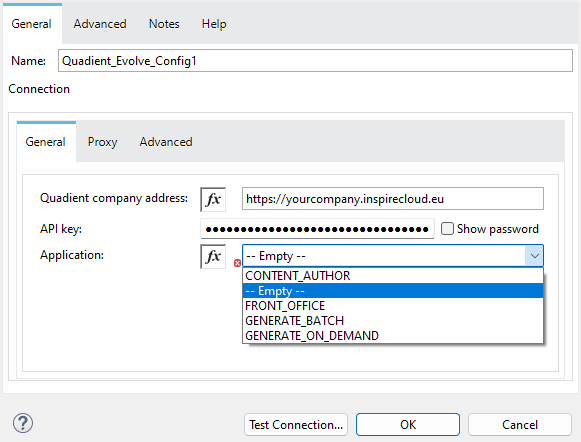 General Advanced Notes Help
Name: Quadient_Evolve_Config1
Connection
General Proxy Advanced
Quadient company address: fx https://yourcompany.inspirecloud.eu
API key: ●●●●●●●●●●●●●●●●●●●●●●●●●●●●●●●● Show password
Application: fx -- Empty --
CONTENT_AUTHOR
-- Empty --
FRONT_OFFICE
GENERATE_BATCH
GENERATE_ON_DEMAND
? Test Connection... OK Cancel